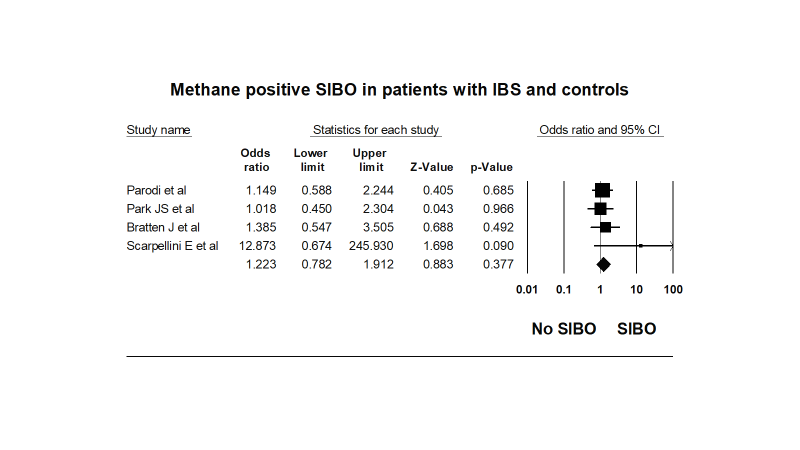 Methane positive SIBO in patients with IBS and controls
Study name Statistics for each study Odds ratio and 95% CI
Odds Lower Upper
ratio limit limit Z-Value p-Value
Parodi et al 1.149 0.588 2.244 0.405 0.685
Park JS et al 1.018 0.450 2.304 0.043 0.966
Bratten J et al 1.385 0.547 3.505 0.688 0.492
Scarpellini E et al 12.873 0.674 245.930 1.698 0.090
1.223 0.782 1.912 0.883 0.377
0.01 0.1 1 10 100
No SIBO SIBO